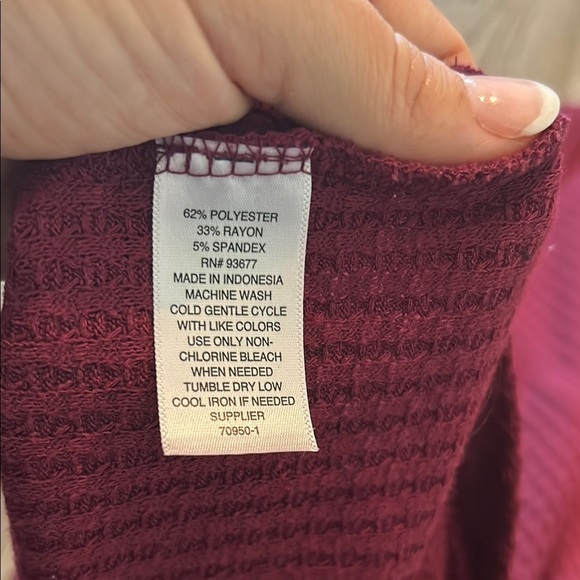 62% POLYESTER
33% RAYON
5% SPANDEX
RN# 93677
MADE IN INDONESIA
MACHINE WASH
COLD GENTLE CYCLE
WITH LIKE COLORS
USE ONLY NON-
CHLORINE BLEACH
WHEN NEEDED
TUMBLE DRY LOW
COOL IRON IF NEEDED
SUPPLIER
70950-1